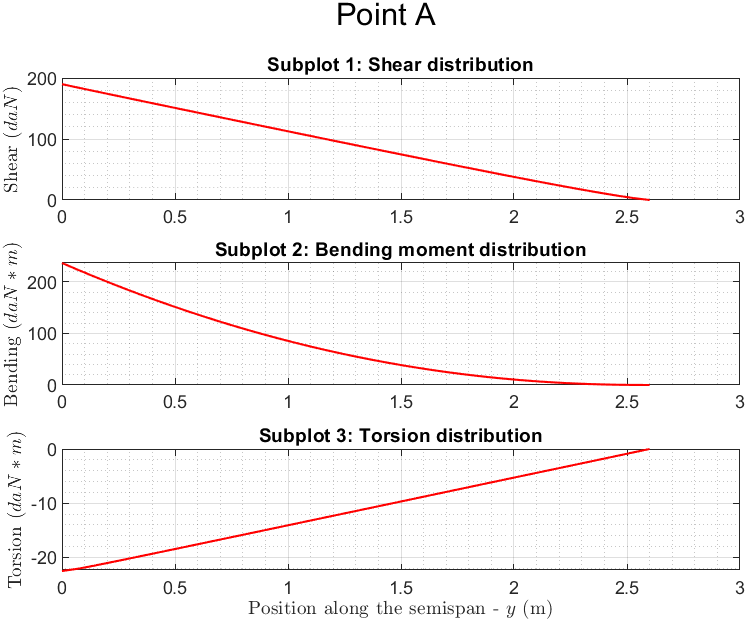 Point A
Subplot 1: Shear distribution
Shear (daN)
200
100
0
0 0.5 1 1.5 2 2.5 3
Subplot 2: Bending moment distribution
Bending (daN * m)
200
100
0
0 0.5 1 1.5 2 2.5 3
Subplot 3: Torsion distribution
Torsion (daN * m)
0
-10
-20
0 0.5 1 1.5 2 2.5 3
Position along the semispan - y (m)